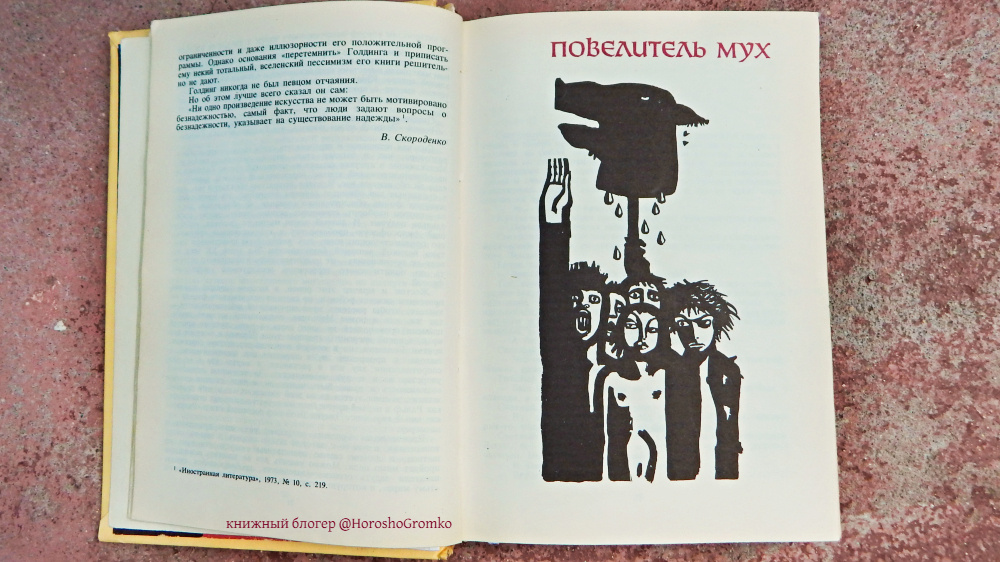 ограниченности и даже иллюзорности его положительной прог-
раммы. Однако основания «перетемнить» Голдинга и приписать
ему некий тотальный, вселенский пессимизм его книги решитель-
но не дают.
Голдинг никогда не был певцом отчаяния.
Но об этом лучше всего сказал он сам:
«Ни одно произведение искусства не может быть мотивировано
безнадежностью, самый факт, что люди задают вопросы о
безнадежности, указывает на существование надежды» ¹.
В. Скороденко
¹ «Иностранная литература», 1973, № 10, с. 219.
книжный блогер @HoroshoGromko
ПОВЕЛИТЕЛЬ МУХ